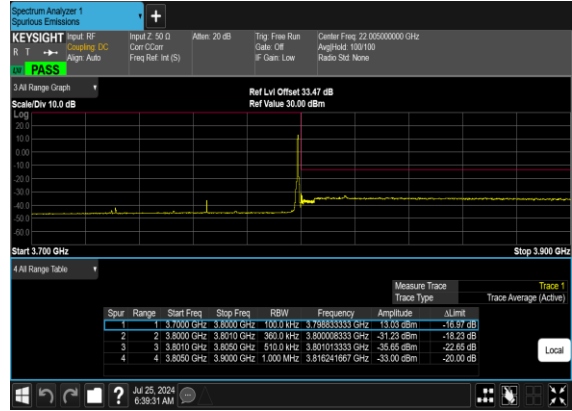 Spectrum Analyzer 1
Spurious Emissions
KEYSIGHT Input: RF Input Z: 50 Ω Atten: 20 dB Trig: Free Run Center Freq: 22.005000000 GHz
R T Coupling: DC Corr CCorr Gate: Off Avg|Hold: 100/100
Align: Auto Freq Ref: Int (S) IF Gain: Low Radio Std: None
LW PASS
3 All Range Graph
Ref Lvl Offset 33.47 dB
Scale/Div 10.0 dB Ref Value 30.00 dBm
Log
20.0
10.0
0.00
-10.0
-20.0
-30.0
-40.0
-50.0
-60.0
Start 3.700 GHz Stop 3.900 GHz
4 All Range Table
Measure Trace Trace 1
Trace Type Trace Average (Active)
Spur Range Start Freq Stop Freq RBW Frequency Amplitude ΔLimit
1 1 3.7000 GHz 3.8000 GHz 100.0 kHz 3.798833333 GHz 13.03 dBm -16.97 dB
2 2 3.8000 GHz 3.8010 GHz 360.0 kHz 3.800008333 GHz -31.23 dBm -18.23 dB
3 3 3.8010 GHz 3.8050 GHz 510.0 kHz 3.801013333 GHz -35.65 dBm -22.65 dB
4 4 3.8050 GHz 3.9000 GHz 1.000 MHz 3.816241667 GHz -33.00 dBm -20.00 dB
Local
Jul 25, 2024
6:39:31 AM